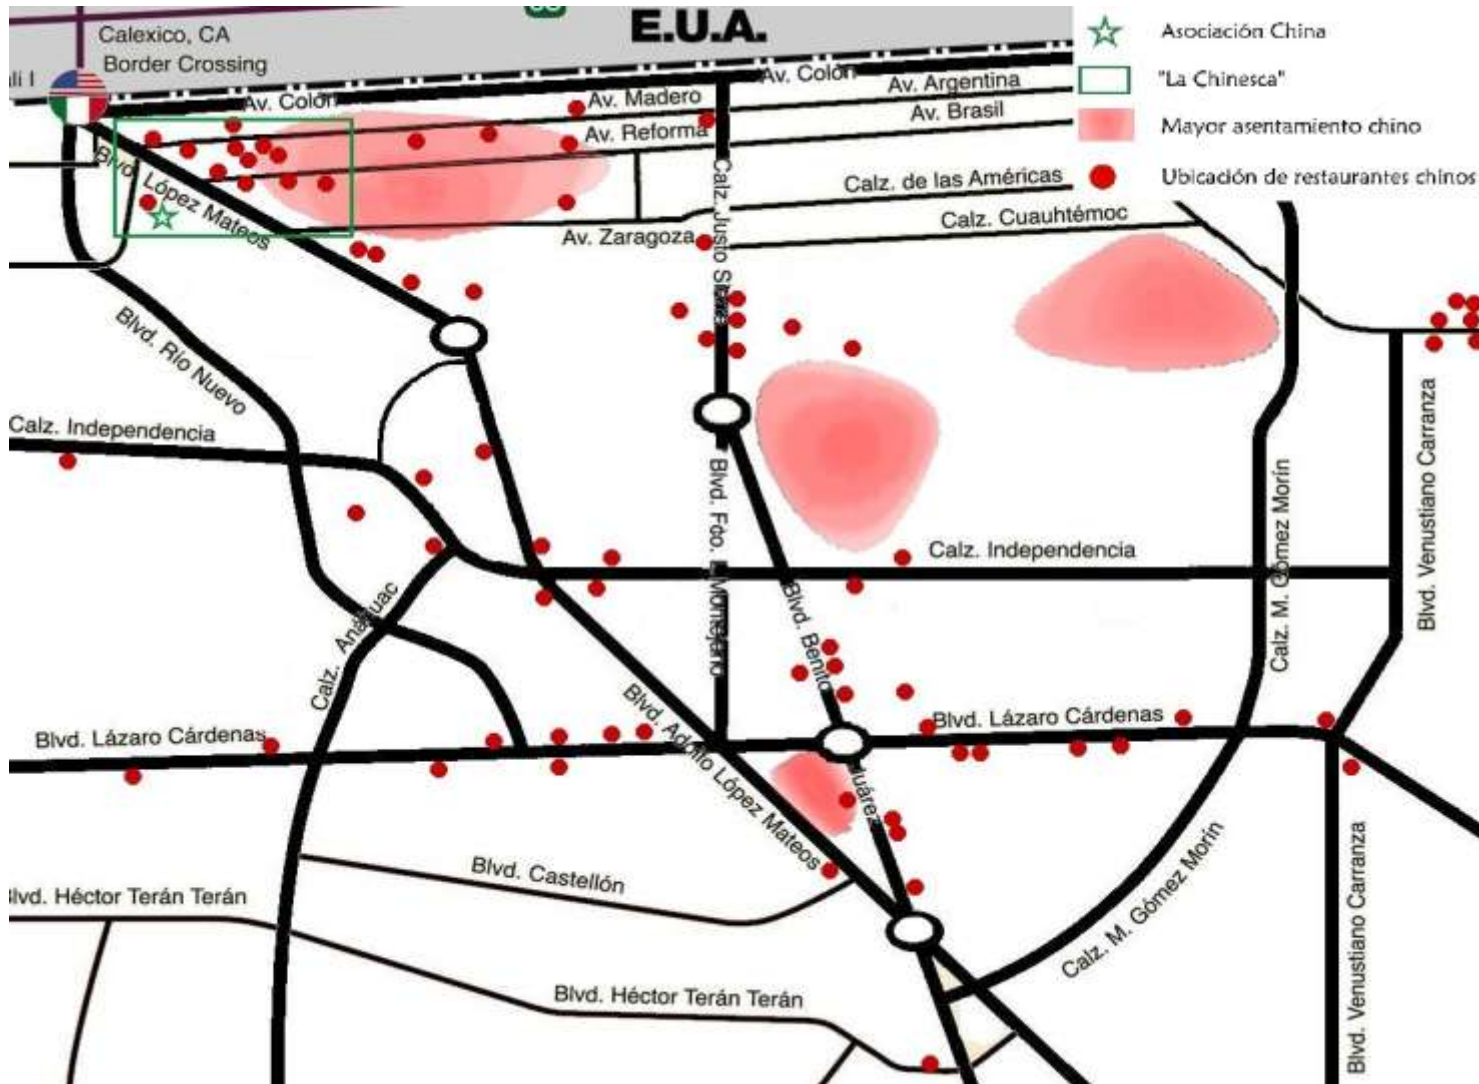 E.U.A.
Calexico, CA
Border Crossing
Asociación China
"La Chinesca"
Mayor asentamiento chino
Ubicación de restaurantes chinos
Av. Colón
Av. Colón
Av. Madero
Av. Argentina
Av. Reforma
Av. Brasil
Blvd. López Mateos
Calz. de las Américas
Calz. Cuauhtémoc
Av. Zaragoza
Calz. Justo
Blvd. Río Nuevo
Calz. Independencia
Blvd. Fco.
Calz. M. Gómez Morín
Blvd. Venustiano Carranza
Calz. Independencia
Calz.
Blvd. Benito
Juárez
Blvd. Lázaro Cárdenas
Blvd. Lázaro Cárdenas
Blvd. Adolfo López Mateos
Blvd. Castellón
Calz. M. Gómez Morín
Blvd. Venustiano Carranza
lvd. Héctor Terán Terán
Blvd. Héctor Terán Terán